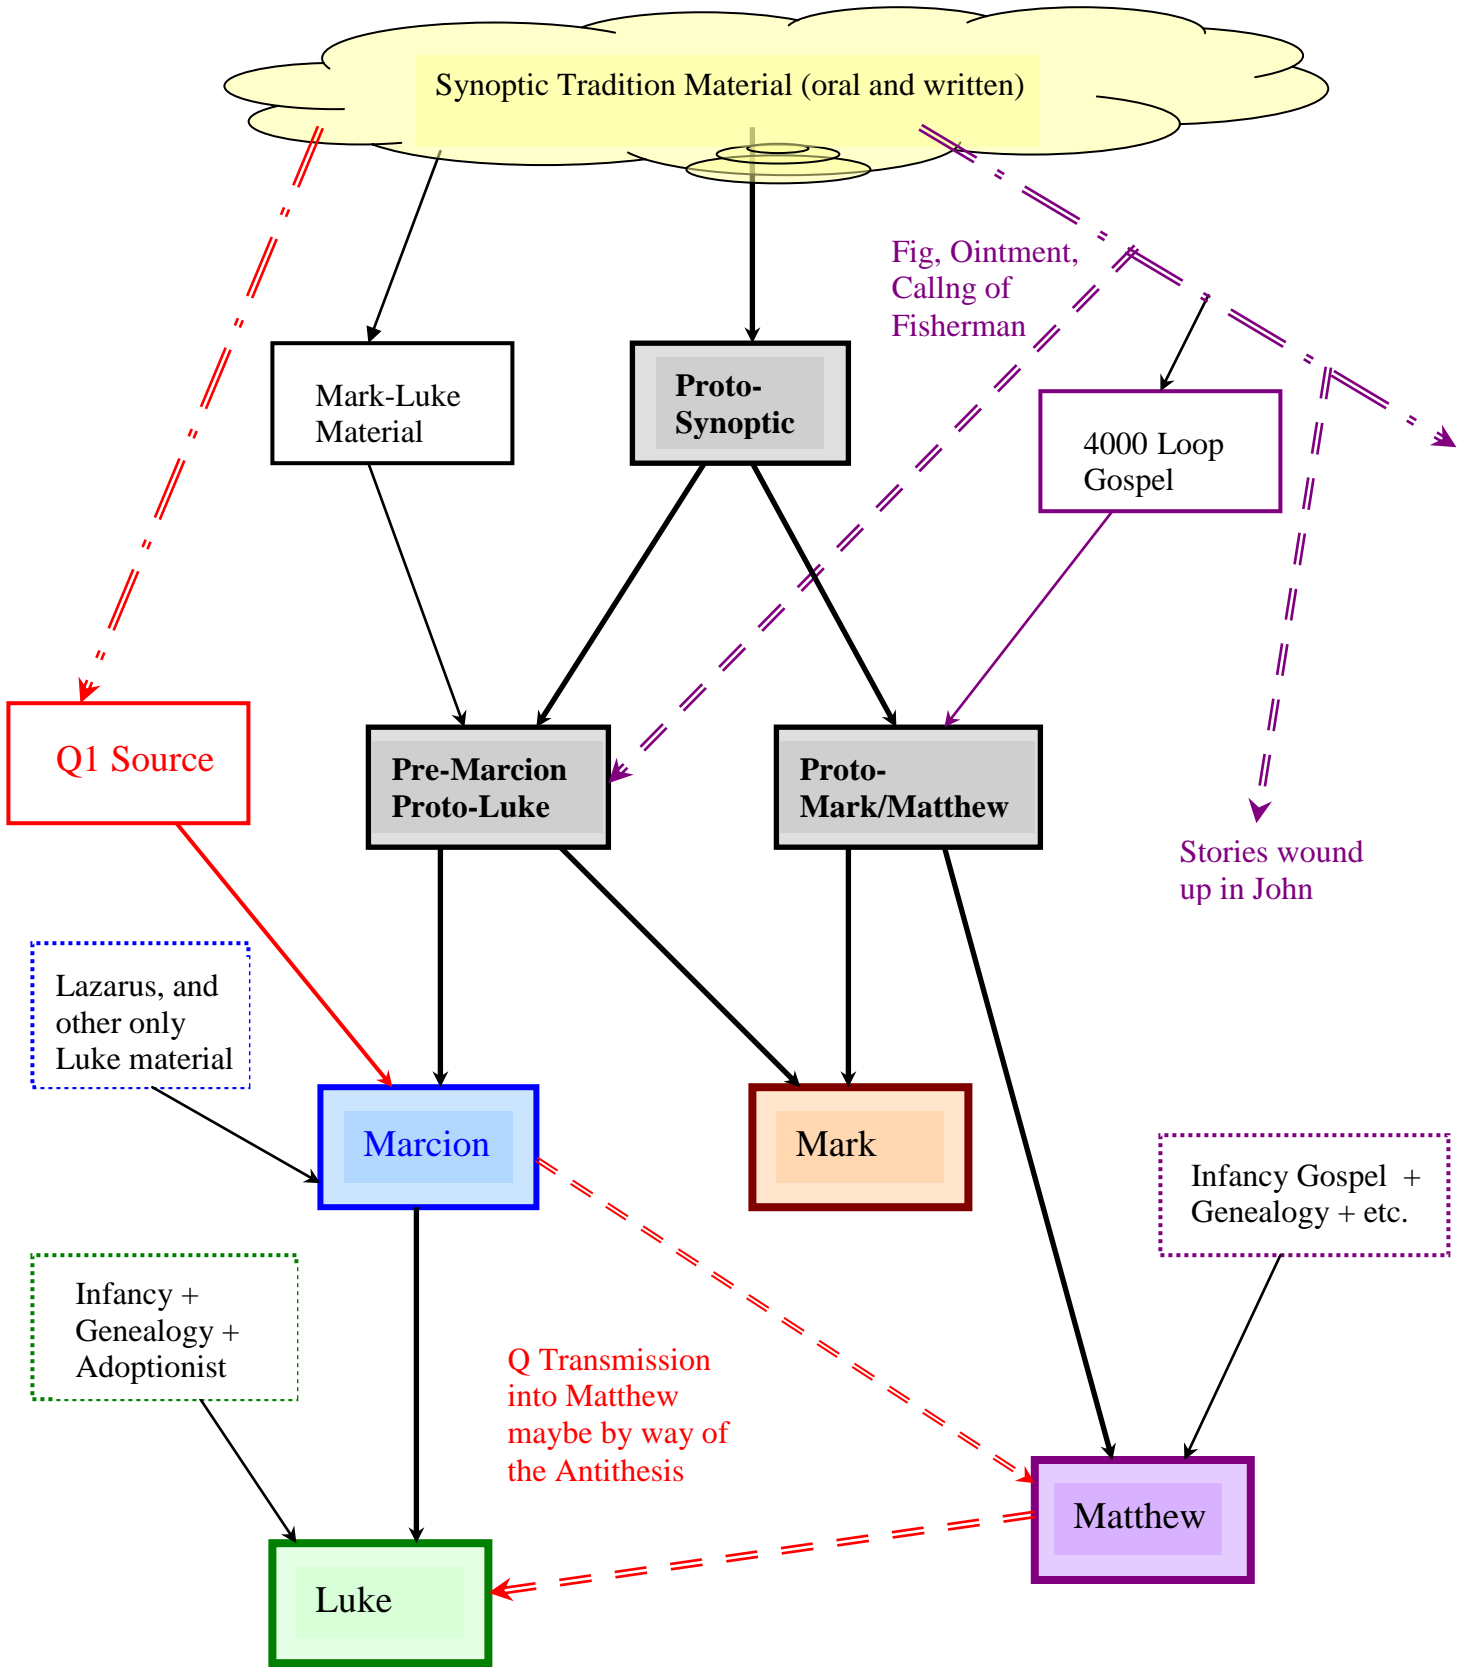 Synoptic Tradition Material (oral and written)
Fig, Ointment,
Callng of
Fisherman
Mark-Luke
Material
Proto-
Synoptic
4000 Loop
Gospel
Q1 Source
Pre-Marcion
Proto-Luke
Proto-
Mark/Matthew
Stories wound
up in John
Lazarus, and
other only
Luke material
Marcion
Mark
Infancy Gospel +
Genealogy + etc.
Infancy +
Genealogy +
Adoptionist
Q Transmission
into Matthew
maybe by way of
the Antithesis
Matthew
Luke